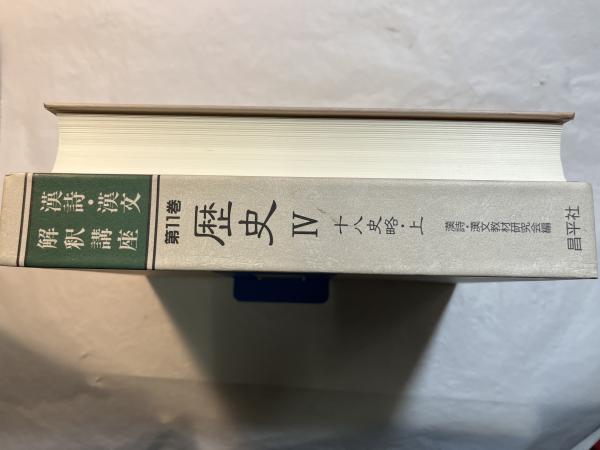 漢詩・漢文
解釈講座
第11巻
歴史
Ⅳ
十八史略・上
漢詩・漢文教材研究会編
昌平社